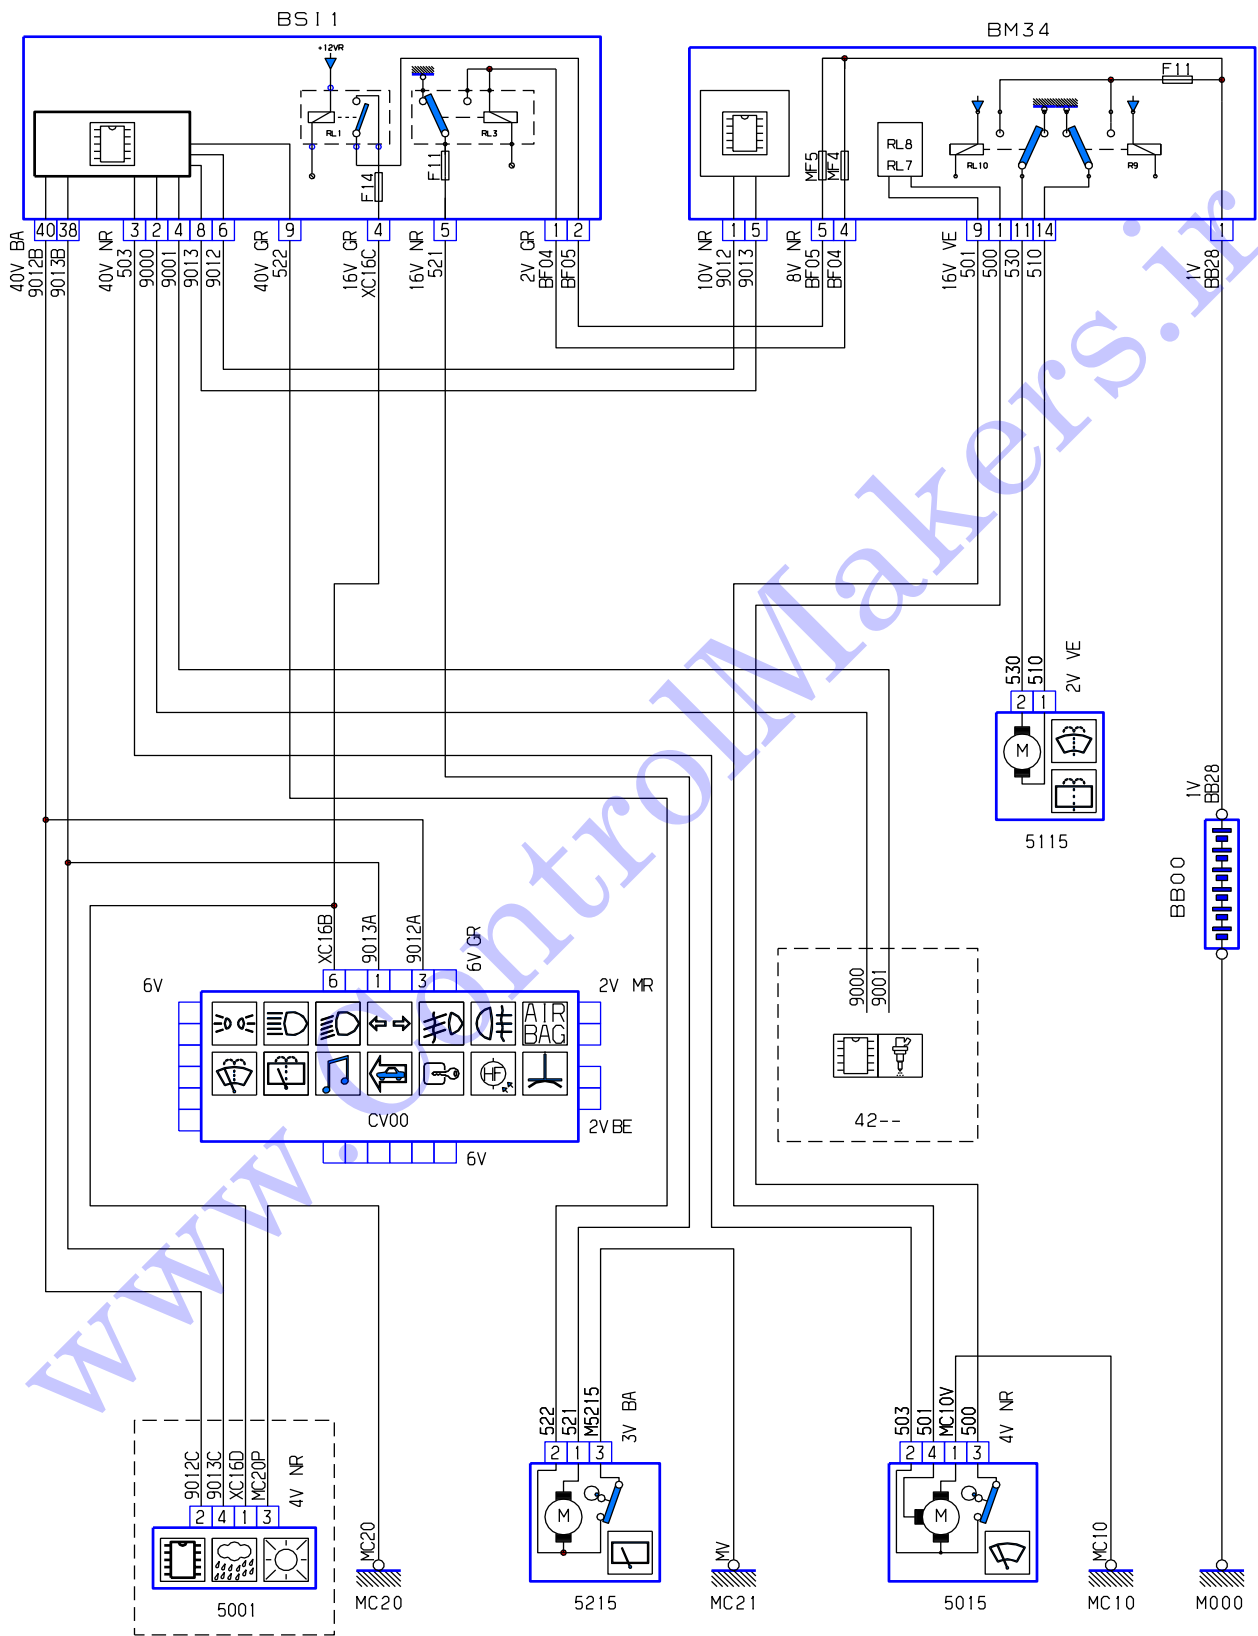 BSI1
BM34
+12VR
RL1
RL3
F14
F11
MF5
MF4
RL8
RL7
RL10
R9
F11
40 38 3 2 4 8 6 9 4 5 1 2
1 5 5 4 9 1 11 14 1
40V BA
9012B
9013B
40V NR
503
9000
9001
9013
9012
40V GR
522
16V GR
XC16C
16V NR
521
2V GR
BF04
BF05
10V NR
9012
9013
8V NR
BF05
BF04
16V VE
501
500
530
510
1V
BB28
530
510
2V VE
2 1
M
5115
1V
BB28
BB00
XC16B
9013A
9012A
6V GR
6V
6 1 3
2V MR
AIR
BAG
HF
CV00
2V BE
6V
9000
9001
42--
9012C
9013C
XC16D
MC20P
4V NR
2 4 1 3
5001
MC20
MC20
522
521
M5215
3V BA
2 1 3
M
5215
MV
MC21
503
501
MC10V
500
4V NR
2 4 1 3
M
5015
MC10
MC10
M000
www.ControlMakers.ir